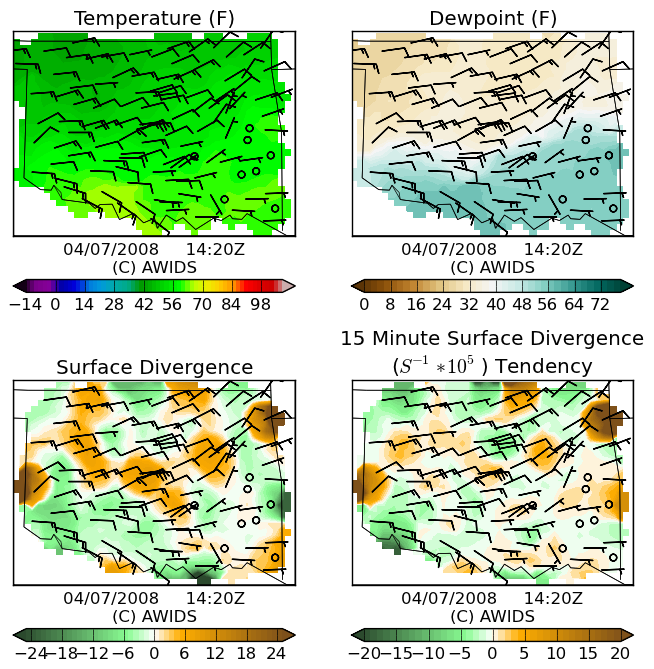 Temperature (F)
Dewpoint (F)
04/07/2008 14:20Z
(C) AWIDS
04/07/2008 14:20Z
(C) AWIDS
−14 0 14 28 42 56 70 84 98
0 8 16 24 32 40 48 56 64 72
Surface Divergence
15 Minute Surface Divergence
(S⁻¹ *10⁵ ) Tendency
04/07/2008 14:20Z
(C) AWIDS
04/07/2008 14:20Z
(C) AWIDS
−24 −18 −12 −6 0 6 12 18 24
−20 −15 −10 −5 0 5 10 15 20